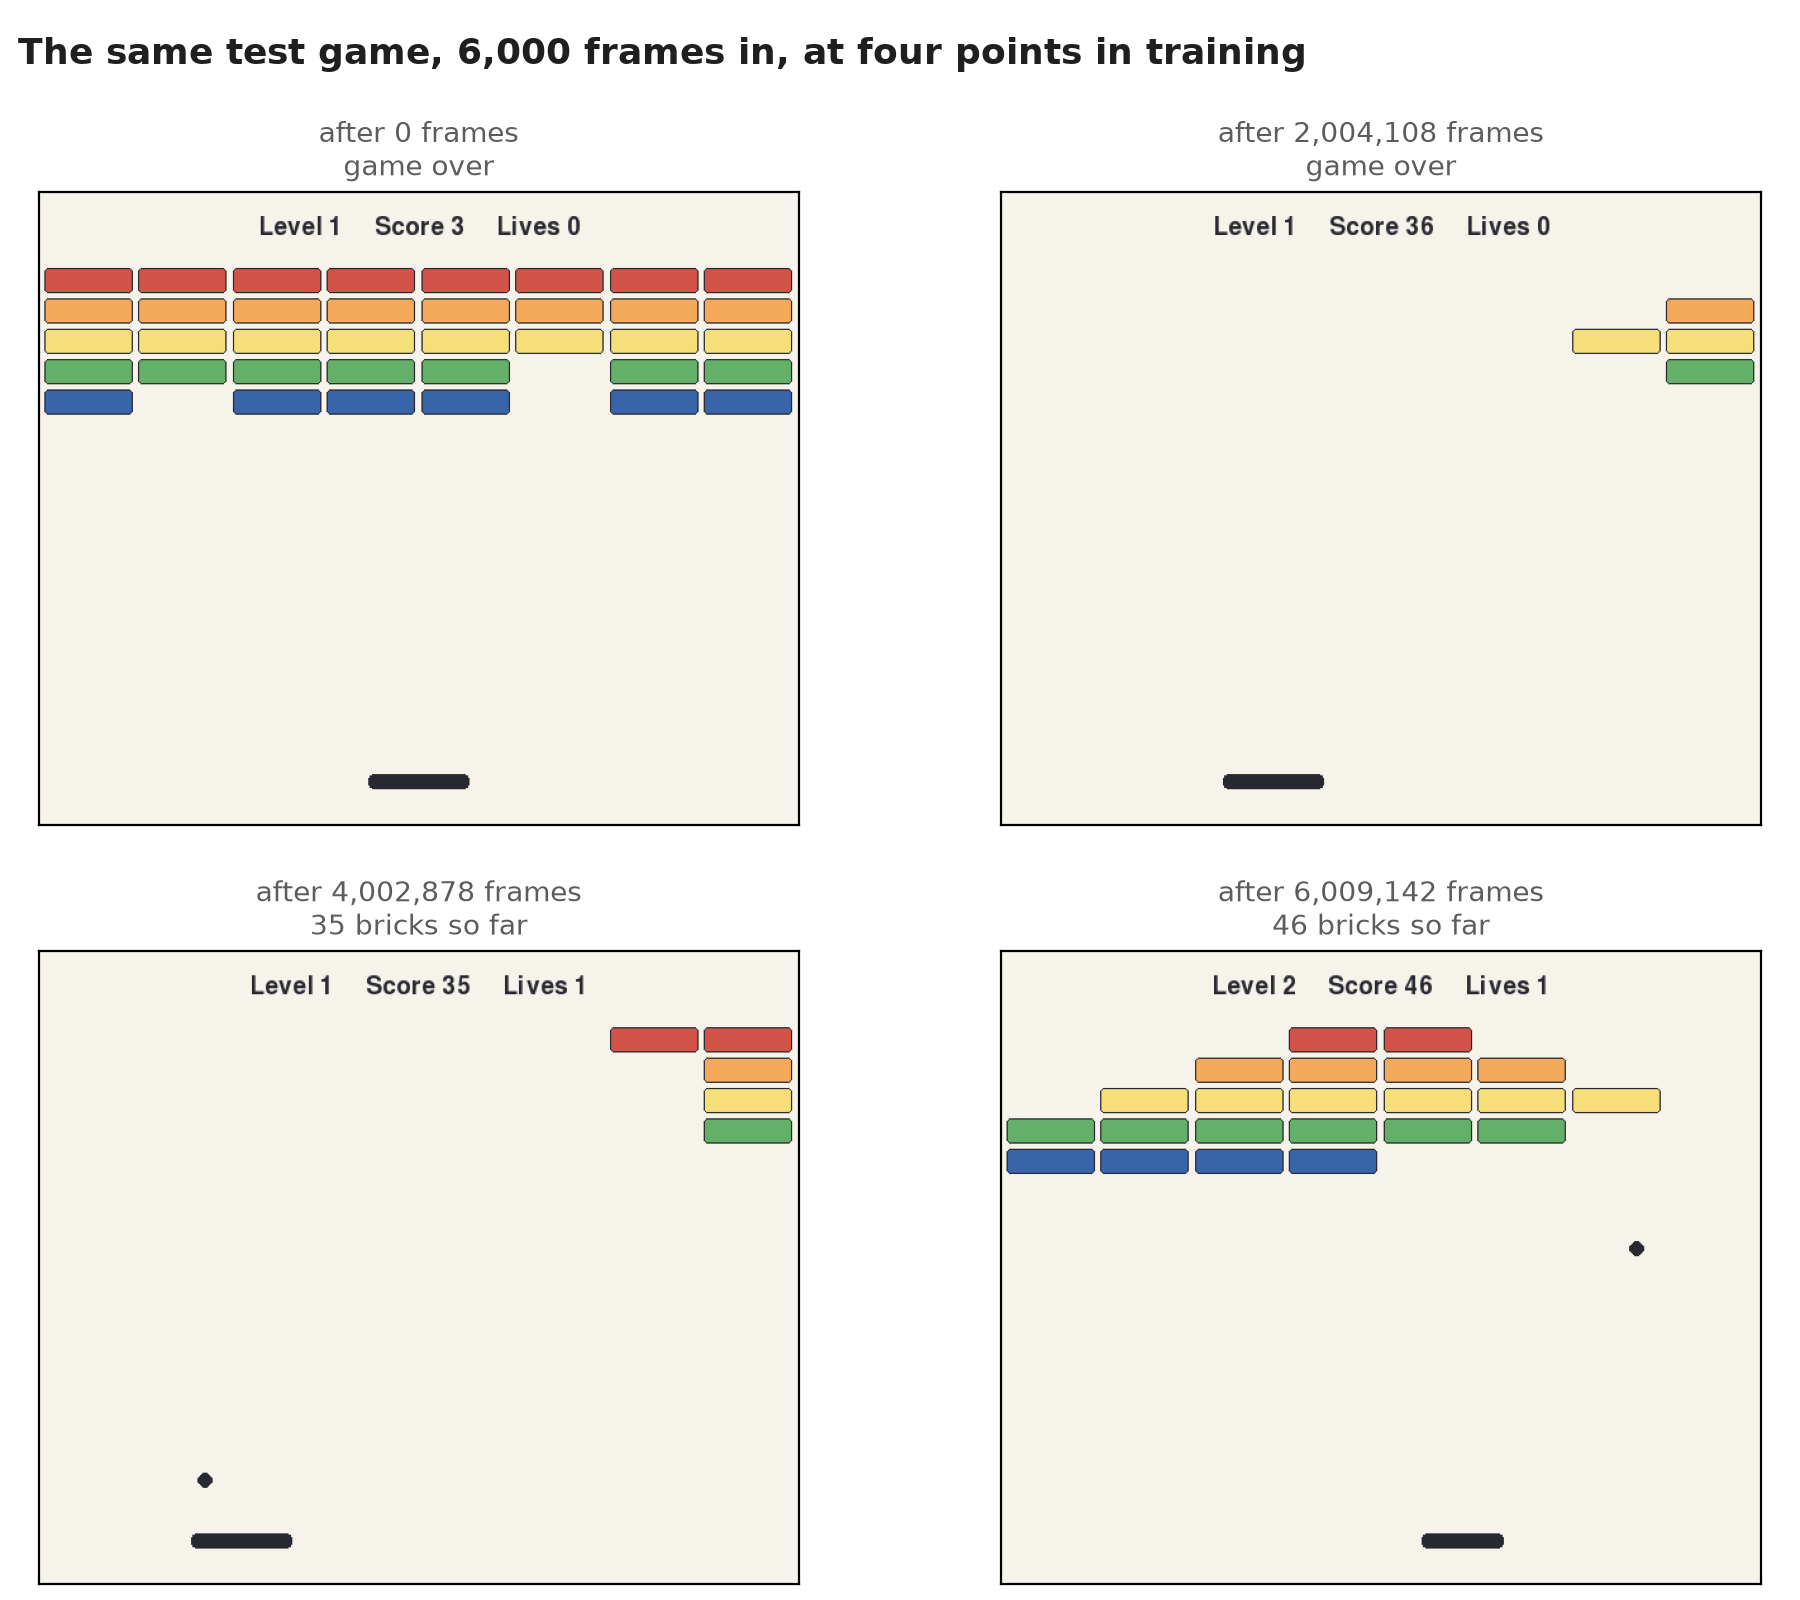 The same test game, 6,000 frames in, at four points in training
after 0 frames
game over
Level 1 Score 3 Lives 0
after 2,004,108 frames
game over
Level 1 Score 36 Lives 0
after 4,002,878 frames
35 bricks so far
Level 1 Score 35 Lives 1
after 6,009,142 frames
46 bricks so far
Level 2 Score 46 Lives 1